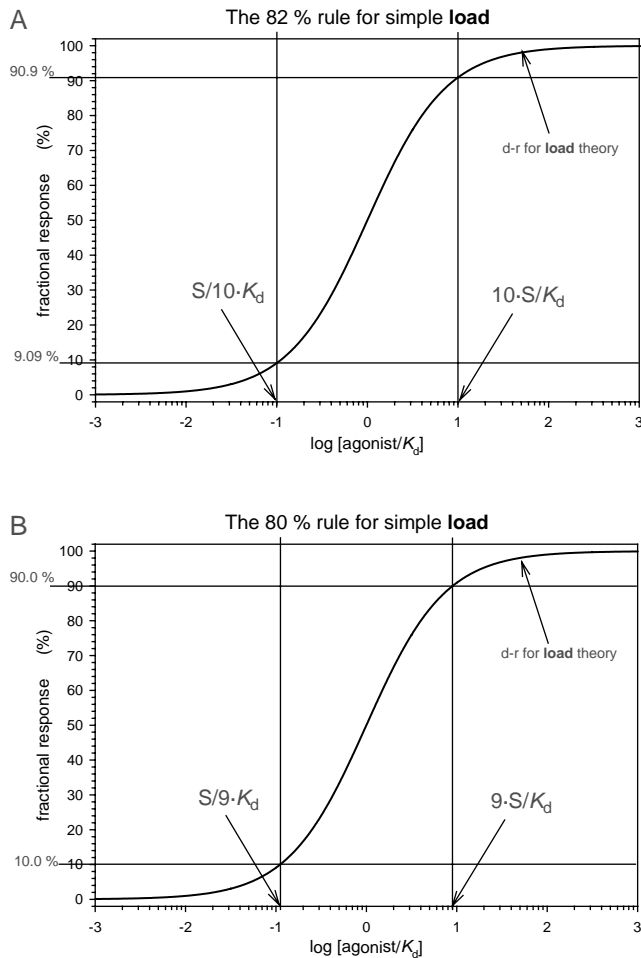 A
The 82 % rule for simple load
100
90.9 %
90
80
70
60
50
40
30
20
10
0
9.09 %
fractional response (%)
d-r for load theory
S/10·Kd
10·S/Kd
-3 -2 -1 0 1 2 3
log [agonist/Kd]
B
The 80 % rule for simple load
100
90.0 %
90
80
70
60
50
40
30
20
10
0
10.0 %
fractional response (%)
d-r for load theory
S/9·Kd
9·S/Kd
-3 -2 -1 0 1 2 3
log [agonist/Kd]